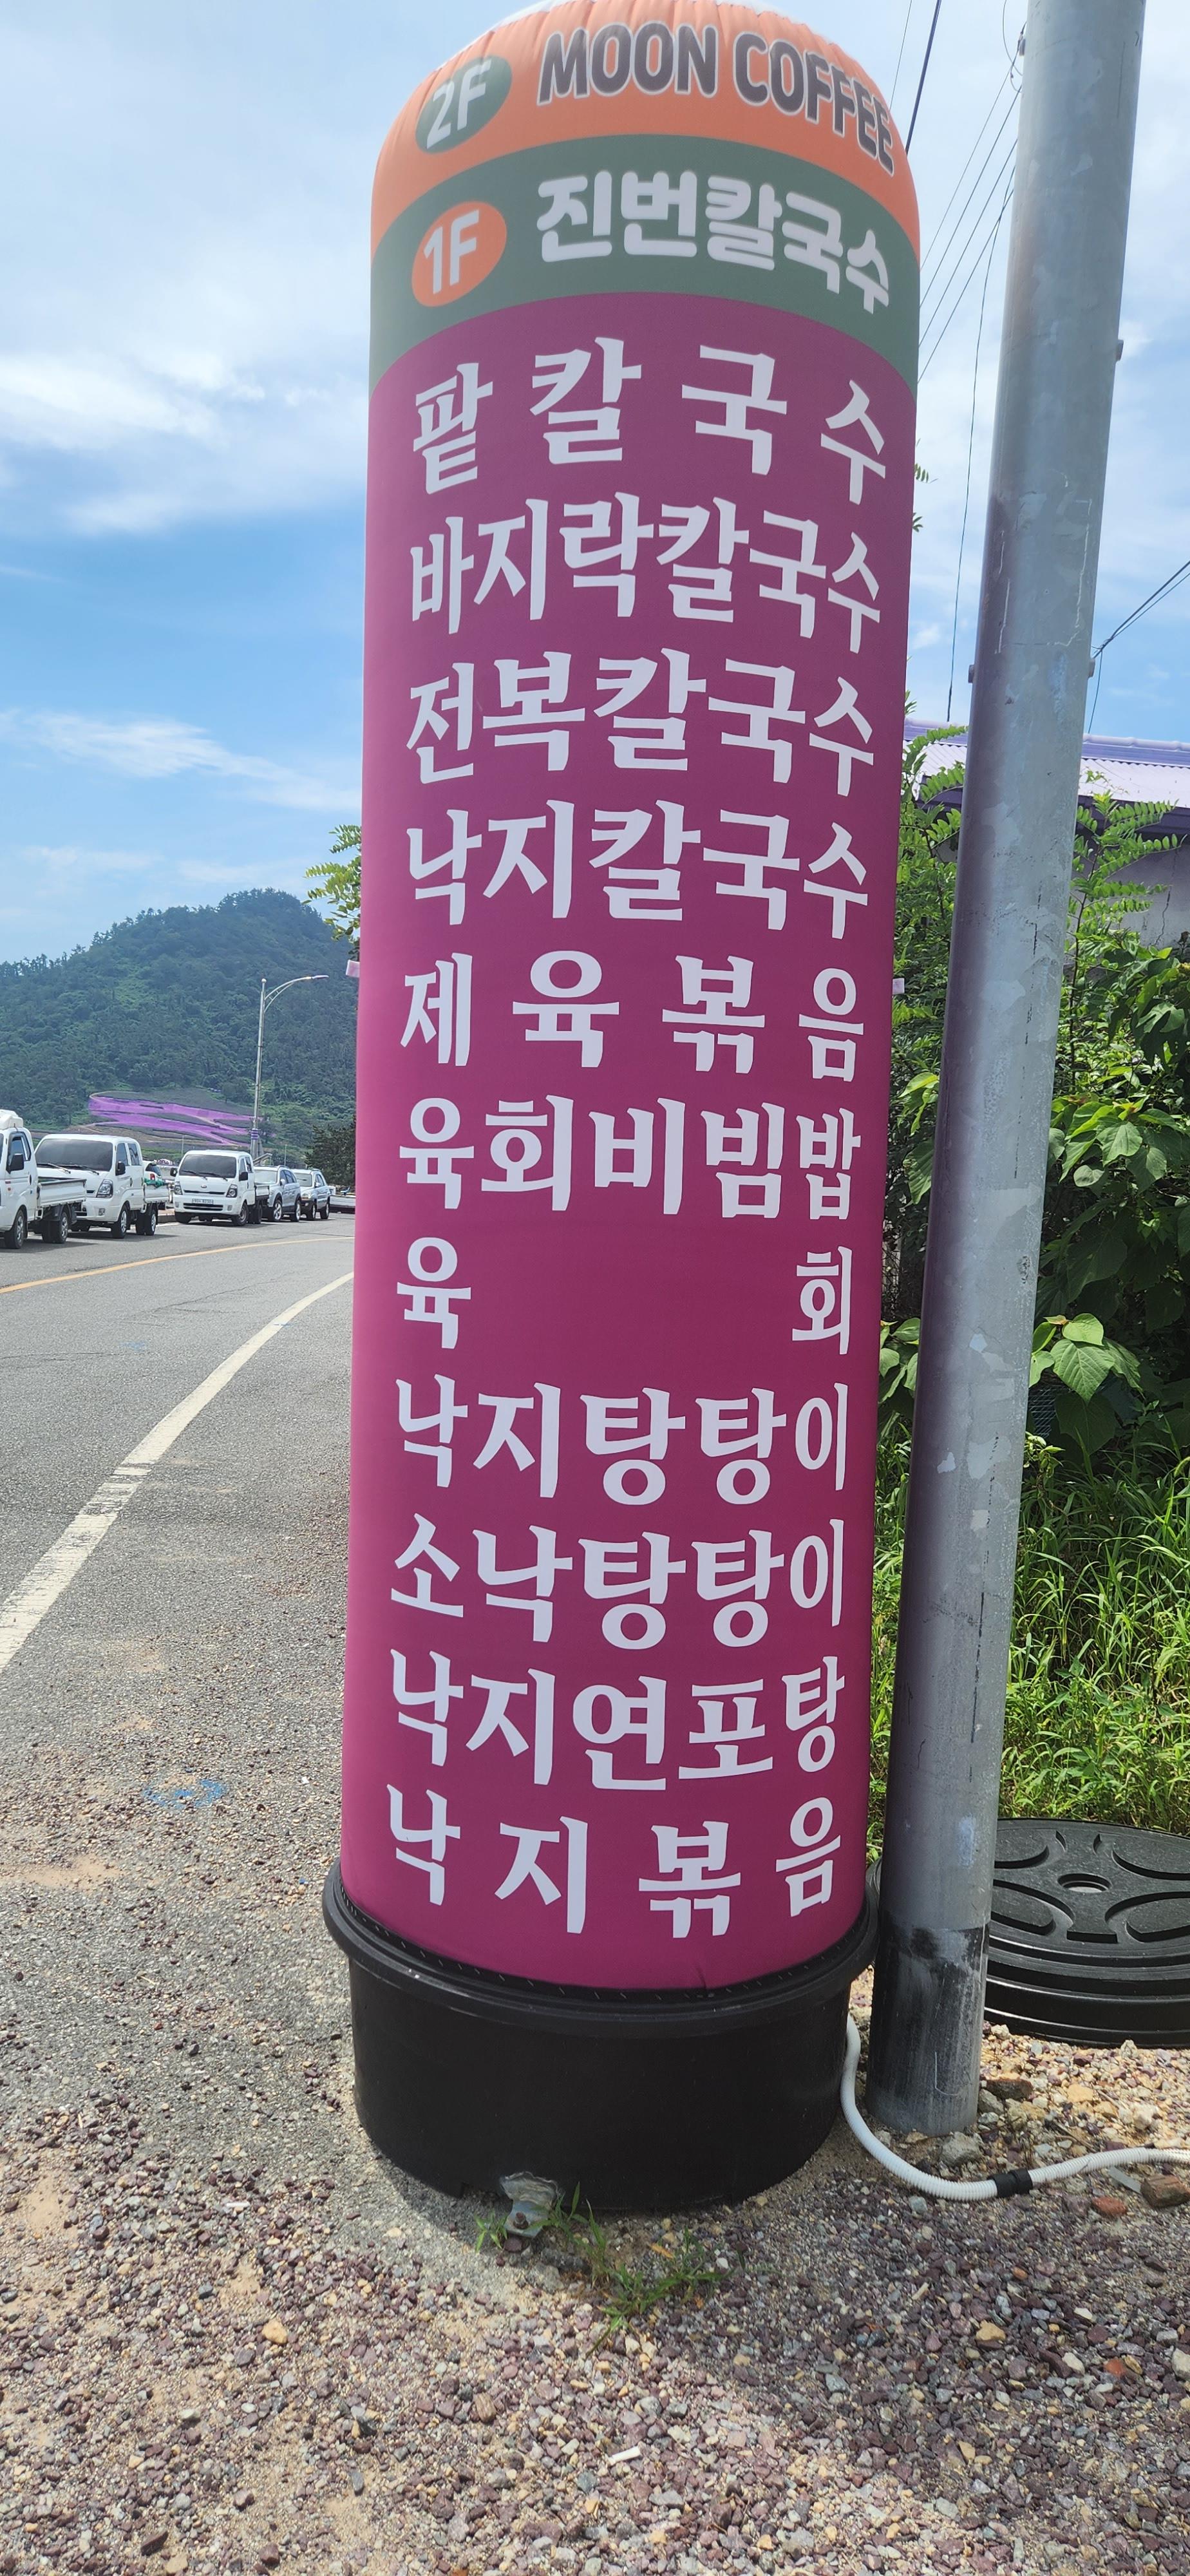 2F MOON COFFEE
1F 진번칼국수
팥칼국수
바지락칼국수
전복칼국수
낙지칼국수
제육볶음
육회비빔밥
육회
낙지탕탕이
소낙탕탕이
낙지연포탕
낙지볶음